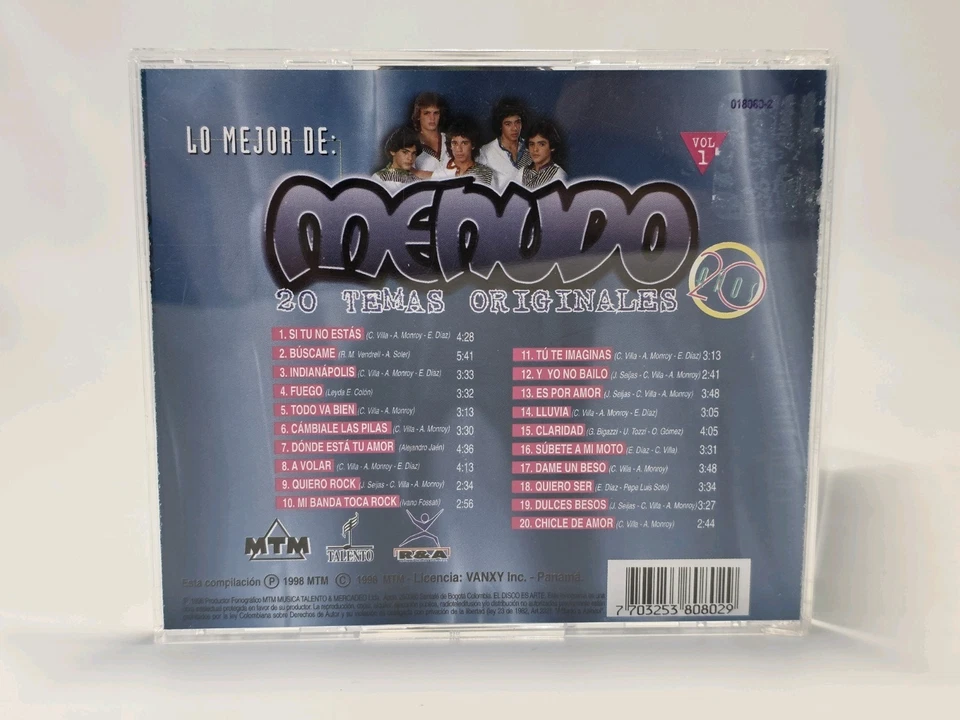 018063-2
LO MEJOR DE:
VOL
1
MENUDO
20 TEMAS ORIGINALES
20
AÑOS
1. SI TU NO ESTÁS (C. Villa - A. Monroy - E. Díaz) 4:28
2. BÚSCAME (R. M. Vendrell - A. Soler) 5:41
3. INDIANÁPOLIS (C. Villa - A. Monroy - E. Díaz) 3:33
4. FUEGO (Leyda E. Colón) 3:32
5. TODO VA BIEN (C. Villa - A. Monroy) 3:13
6. CÁMBIALE LAS PILAS (C. Villa - A. Monroy) 3:30
7. DÓNDE ESTÁ TU AMOR (Alejandro Jaén) 4:36
8. A VOLAR (C. Villa - A. Monroy - E. Díaz) 4:13
9. QUIERO ROCK (J. Seijas - C. Villa - A. Monroy) 2:34
10. MI BANDA TOCA ROCK (Ivano Fossati) 2:56
11. TÚ TE IMAGINAS (C. Villa - A. Monroy - E. Díaz) 3:13
12. Y YO NO BAILO (J. Seijas - C. Villa - A. Monroy) 2:41
13. ES POR AMOR (J. Seijas - C. Villa - A. Monroy) 3:48
14. LLUVIA (C. Villa - A. Monroy - E. Díaz) 3:05
15. CLARIDAD (G. Bigazzi - U. Tozzi - O. Gómez) 4:05
16. SÚBETE A MI MOTO (E. Díaz - C. Villa) 3:31
17. DAME UN BESO (C. Villa - A. Monroy) 3:48
18. QUIERO SER (E. Díaz - Pepe Luis Soto) 3:34
19. DULCES BESOS (J. Seijas - C. Villa - A. Monroy) 3:27
20. CHICLE DE AMOR (C. Villa - A. Monroy) 2:44
MTM
TALENTO
R&A
Esta compilación Ⓟ 1998 MTM © 1998 MTM - Licencia: VANXY Inc. - Panamá.
7 703253 808029